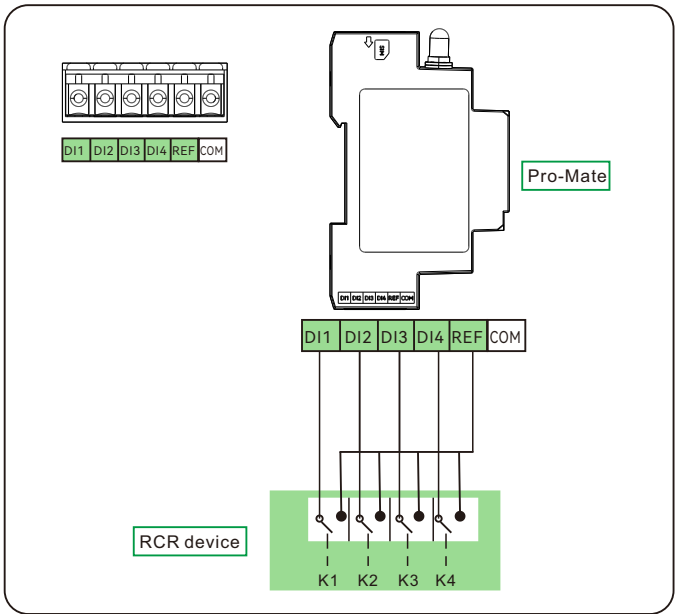 SIM
DI1 DI2 DI3 DI4 REF COM
Pro-Mate
DI1 DI2 DI3 DI4 REF COM
DI1 DI2 DI3 DI4 REF COM
RCR device
K1 K2 K3 K4